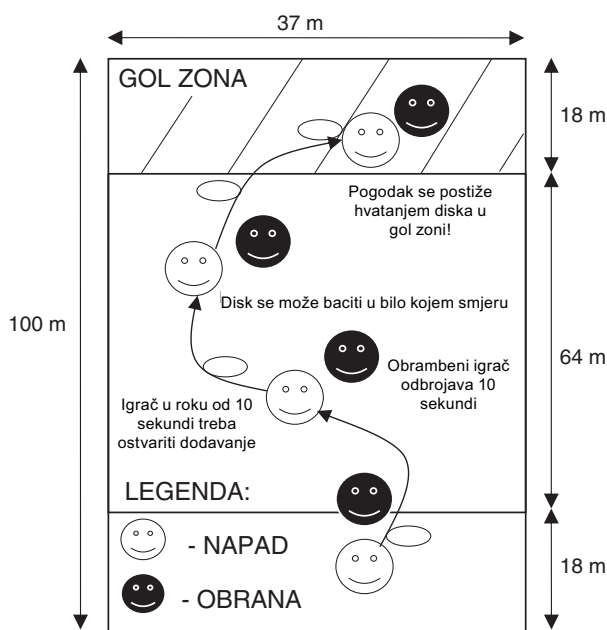 37 m
GOL ZONA
18 m
Pogodak se postiže
hvatanjem diska u
gol zoni!
Disk se može baciti u bilo kojem smjeru
100 m
64 m
Obrambeni igrač
odbrojava 10
sekundi
Igrač u roku od 10
sekundi treba
ostvariti dodavanje
LEGENDA:
- NAPAD
18 m
- OBRANA